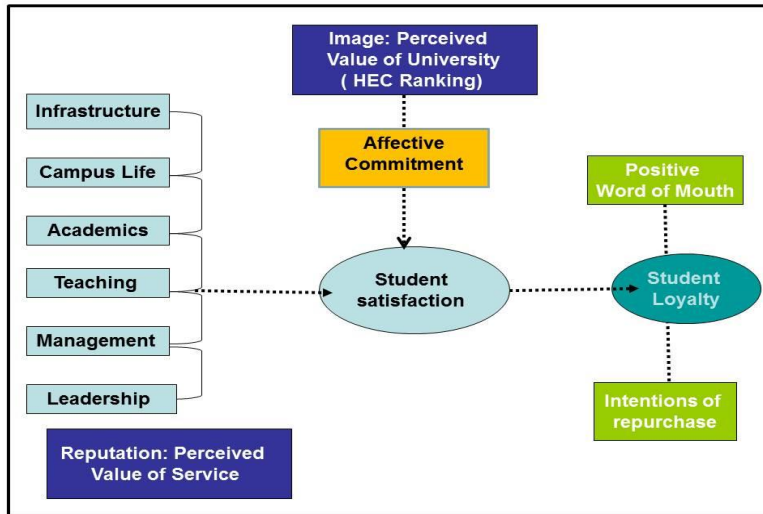 Image: Perceived
Value of University
( HEC Ranking)
Infrastructure
Affective
Commitment
Campus Life
Positive
Word of Mouth
Academics
Teaching
Student
satisfaction
Student
Loyalty
Management
Leadership
Intentions of
repurchase
Reputation: Perceived
Value of Service